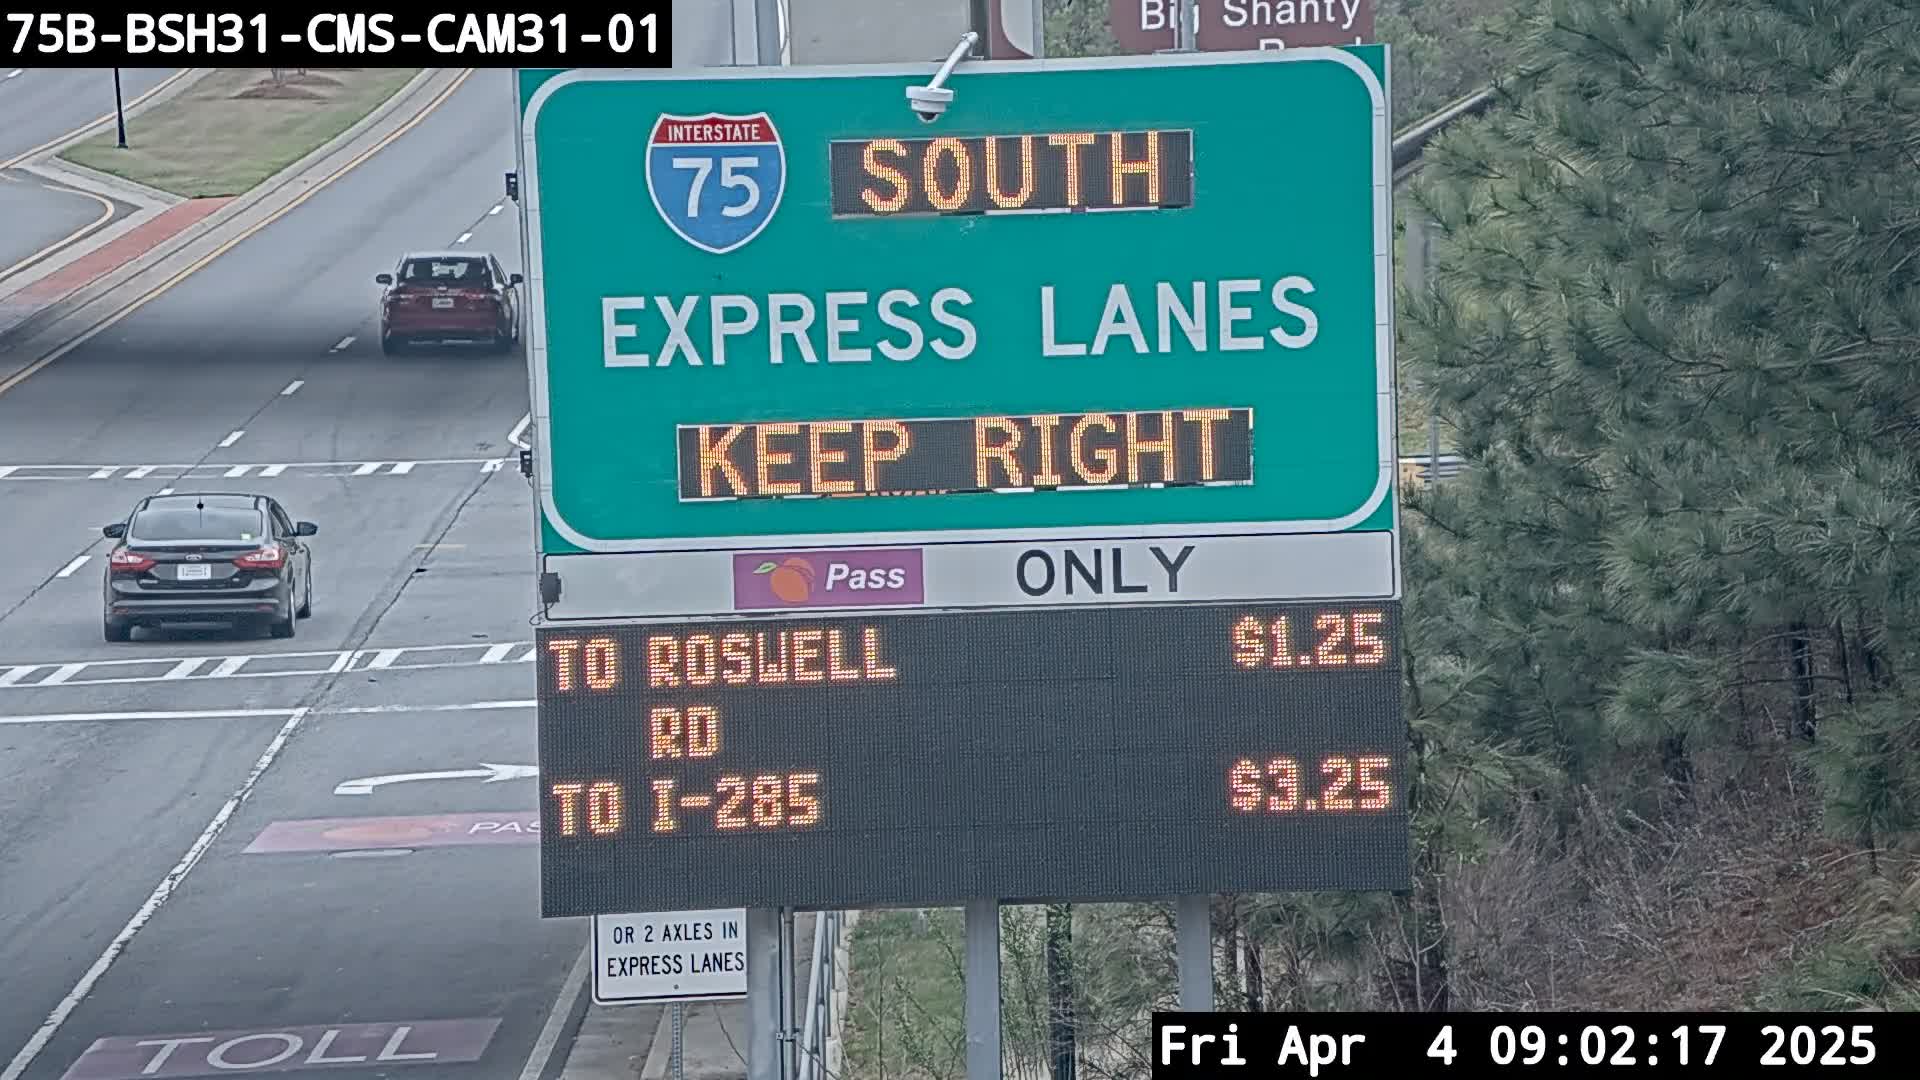 75B-BSH31-CMS-CAM31-01
Big Shanty
INTERSTATE
75
SOUTH
EXPRESS LANES
KEEP RIGHT
Pass
ONLY
TO ROSWELL $1.25
RD
TO I-285 $3.25
OR 2 AXLES IN
EXPRESS LANES
TOLL
Fri Apr 4 09:02:17 2025